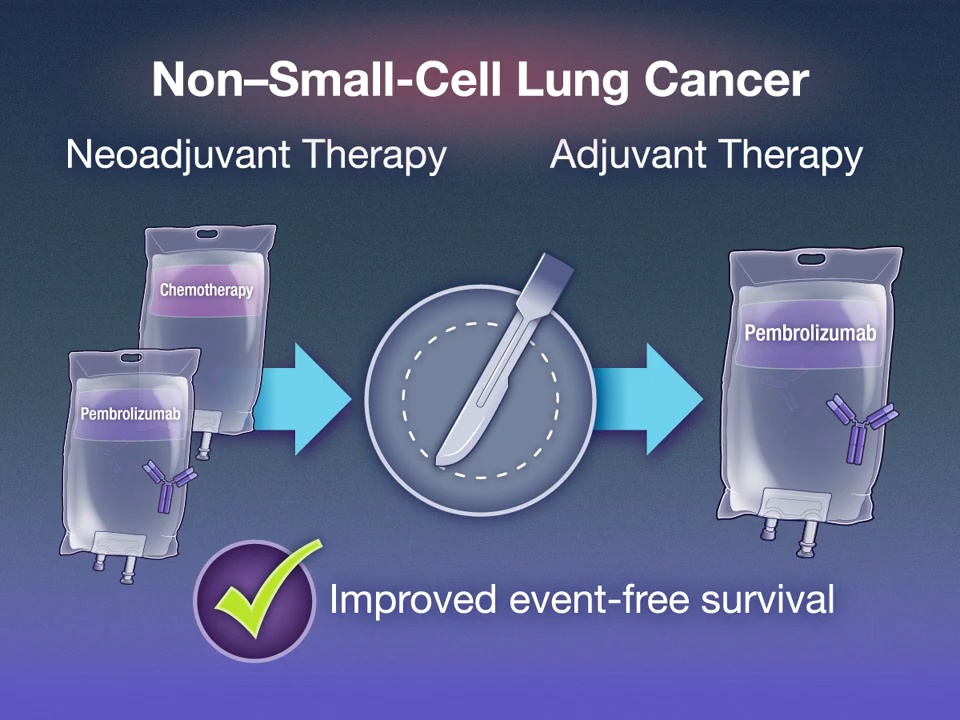 Non–Small-Cell Lung Cancer
Neoadjuvant Therapy
Adjuvant Therapy
Chemotherapy
Pembrolizumab
Pembrolizumab
Improved event-free survival